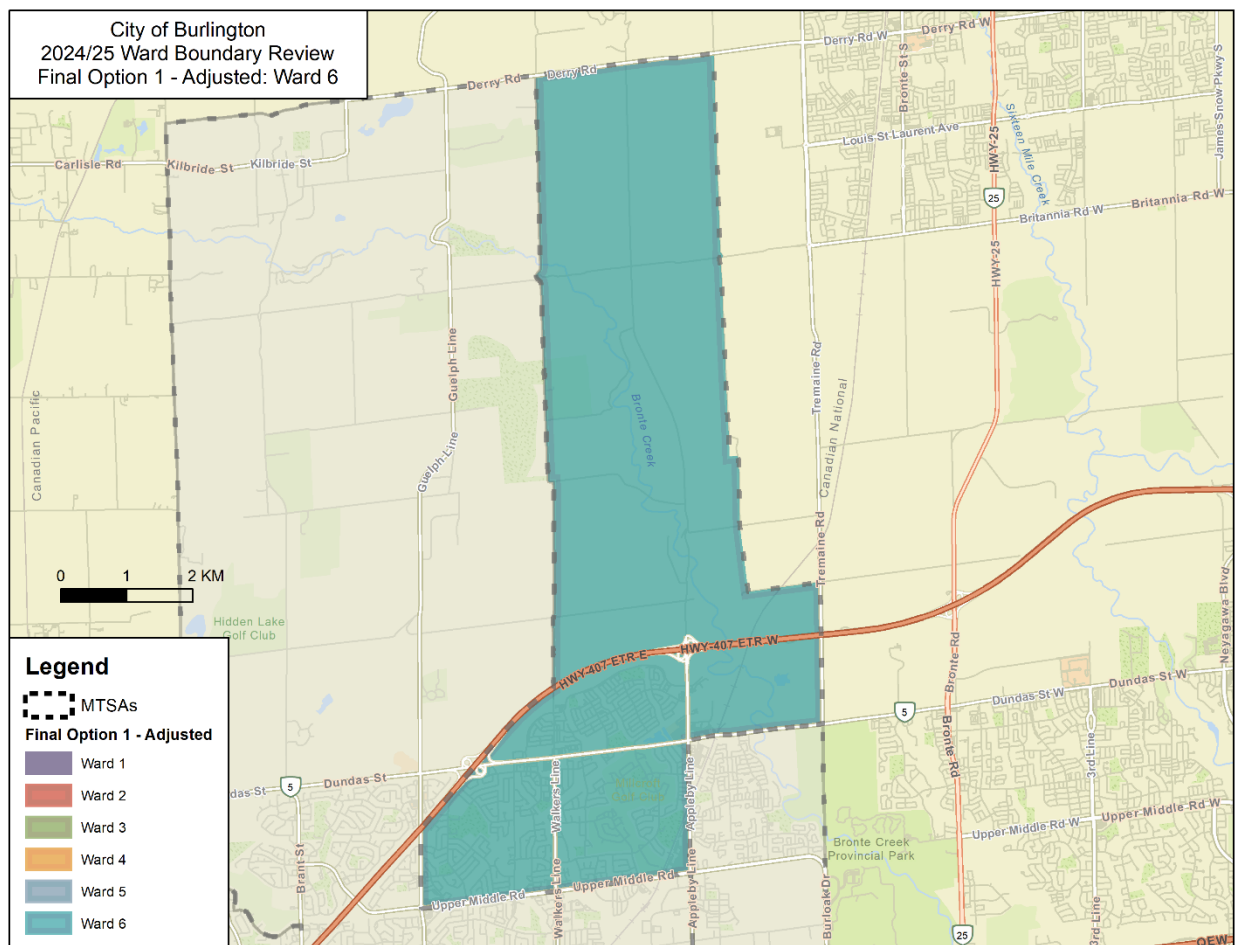 City of Burlington
2024/25 Ward Boundary Review
Final Option 1 - Adjusted: Ward 6
Derry Rd
Derry Rd
Derry Rd W
Derry Rd W
Bronte St S
James Snow Pkwy S
Louis St Laurent Ave
HWY-25
Sixteen Mile Creek
25
Carlisle Rd
Kilbride St
Kilbride St
Britannia Rd W
Britannia Rd W
HWY-25
Guelph Line
Tremaine Rd
Canadian National
Canadian Pacific
Bronte Creek
Guelph Line
Tremaine Rd
0 1 2 KM
Hidden Lake
Golf Club
HWY-407 ETR E
HWY-407 ETR W
Bronte Rd
Neyagawa Blvd
Dundas St W
Dundas St W
5
Bronte Rd
3rd Line
Legend
MTSAs
Final Option 1 - Adjusted
Ward 1
Ward 2
Ward 3
Ward 4
Ward 5
Ward 6
das St
5
Dundas St
Walkers Line
Appleby Line
Brant St
Upper Middle Rd W
Upper Middle Rd W
Bronte Creek
Provincial Park
Upper Middle Rd
Upper Middle Rd
Walkers Line
Appleby Line
Burloak Dr
3rd Line
25
QEW